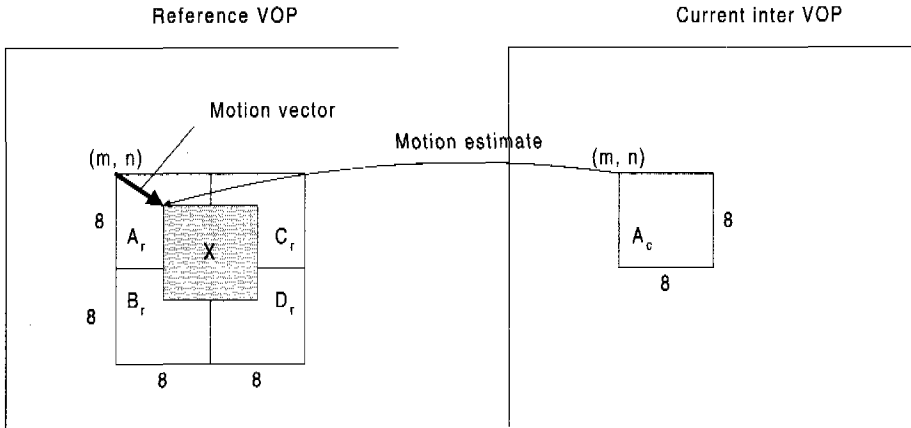 Reference VOP
Current inter VOP
Motion vector
Motion estimate
(m, n)
(m, n)
8
A_r
X
C_r
A_c
8
8
B_r
D_r
8
8
8